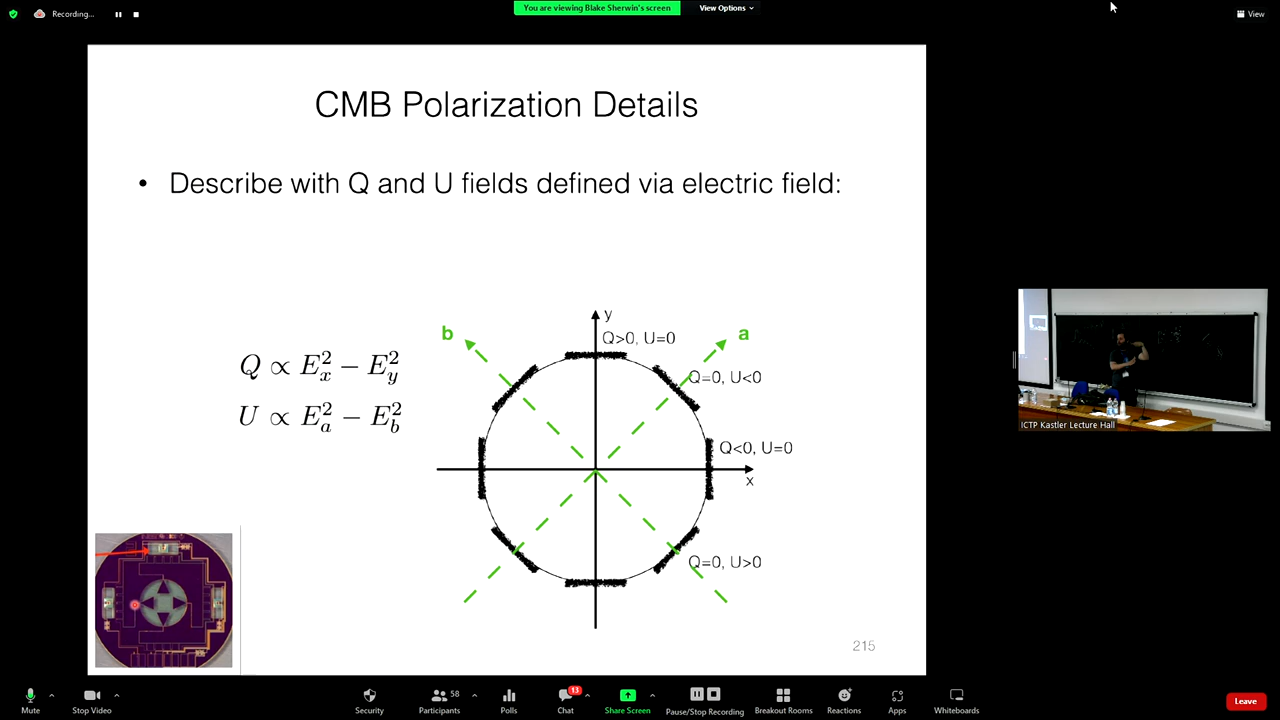 Recording...
You are viewing Blake Sherwin's screen
View Options
View
CMB Polarization Details
• Describe with Q and U fields defined via electric field:
y
b
a
Q>0, U=0
Q ∝ E_x^2 − E_y^2
Q=0, U<0
U ∝ E_a^2 − E_b^2
Q<0, U=0
x
Q=0, U>0
215
ICTP Kastler Lecture Hall
Mute
Stop Video
Security
Participants
58
Polls
Chat
13
Share Screen
Pause/Stop Recording
Breakout Rooms
Reactions
Apps
Whiteboards
Leave